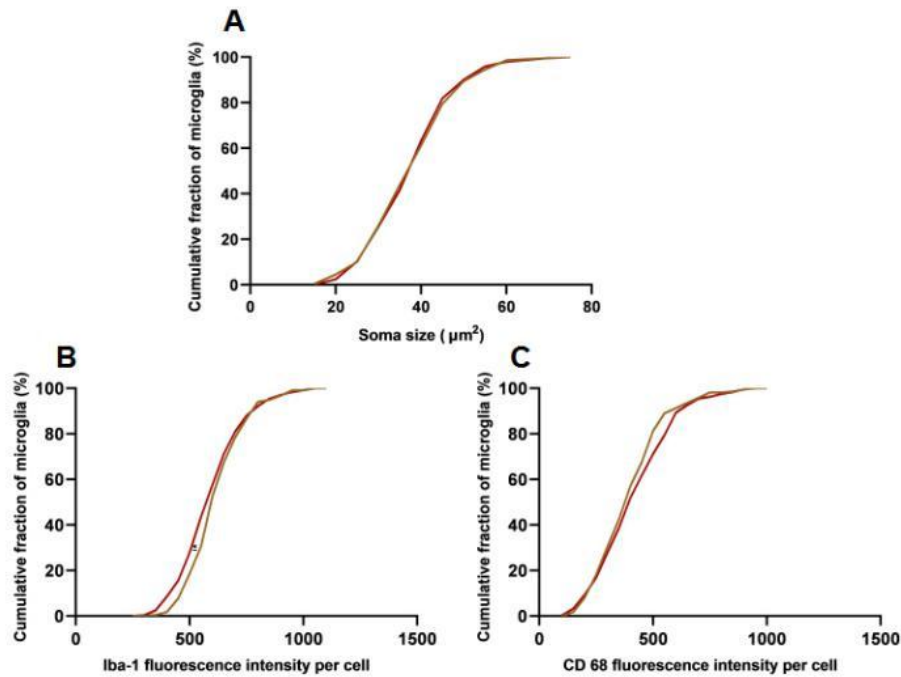 A
Cumulative fraction of microglia (%)
100
80
60
40
20
0
0 20 40 60 80
Soma size ( µm²)
B
Cumulative fraction of microglia (%)
100
80
60
40
20
0
0 500 1000 1500
Iba-1 fluorescence intensity per cell
C
Cumulative fraction of microglia (%)
100
80
60
40
20
0
0 500 1000 1500
CD 68 fluorescence intensity per cell